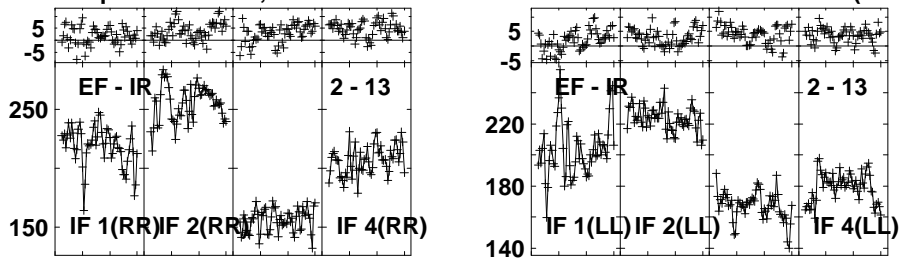 5
-5
EF - IR
2 - 13
250
150
IF 1(RR)
IF 2(RR)
IF 4(RR)
5
-5
EF - IR
2 - 13
220
180
140
IF 1(LL)
IF 2(LL)
IF 4(LL)